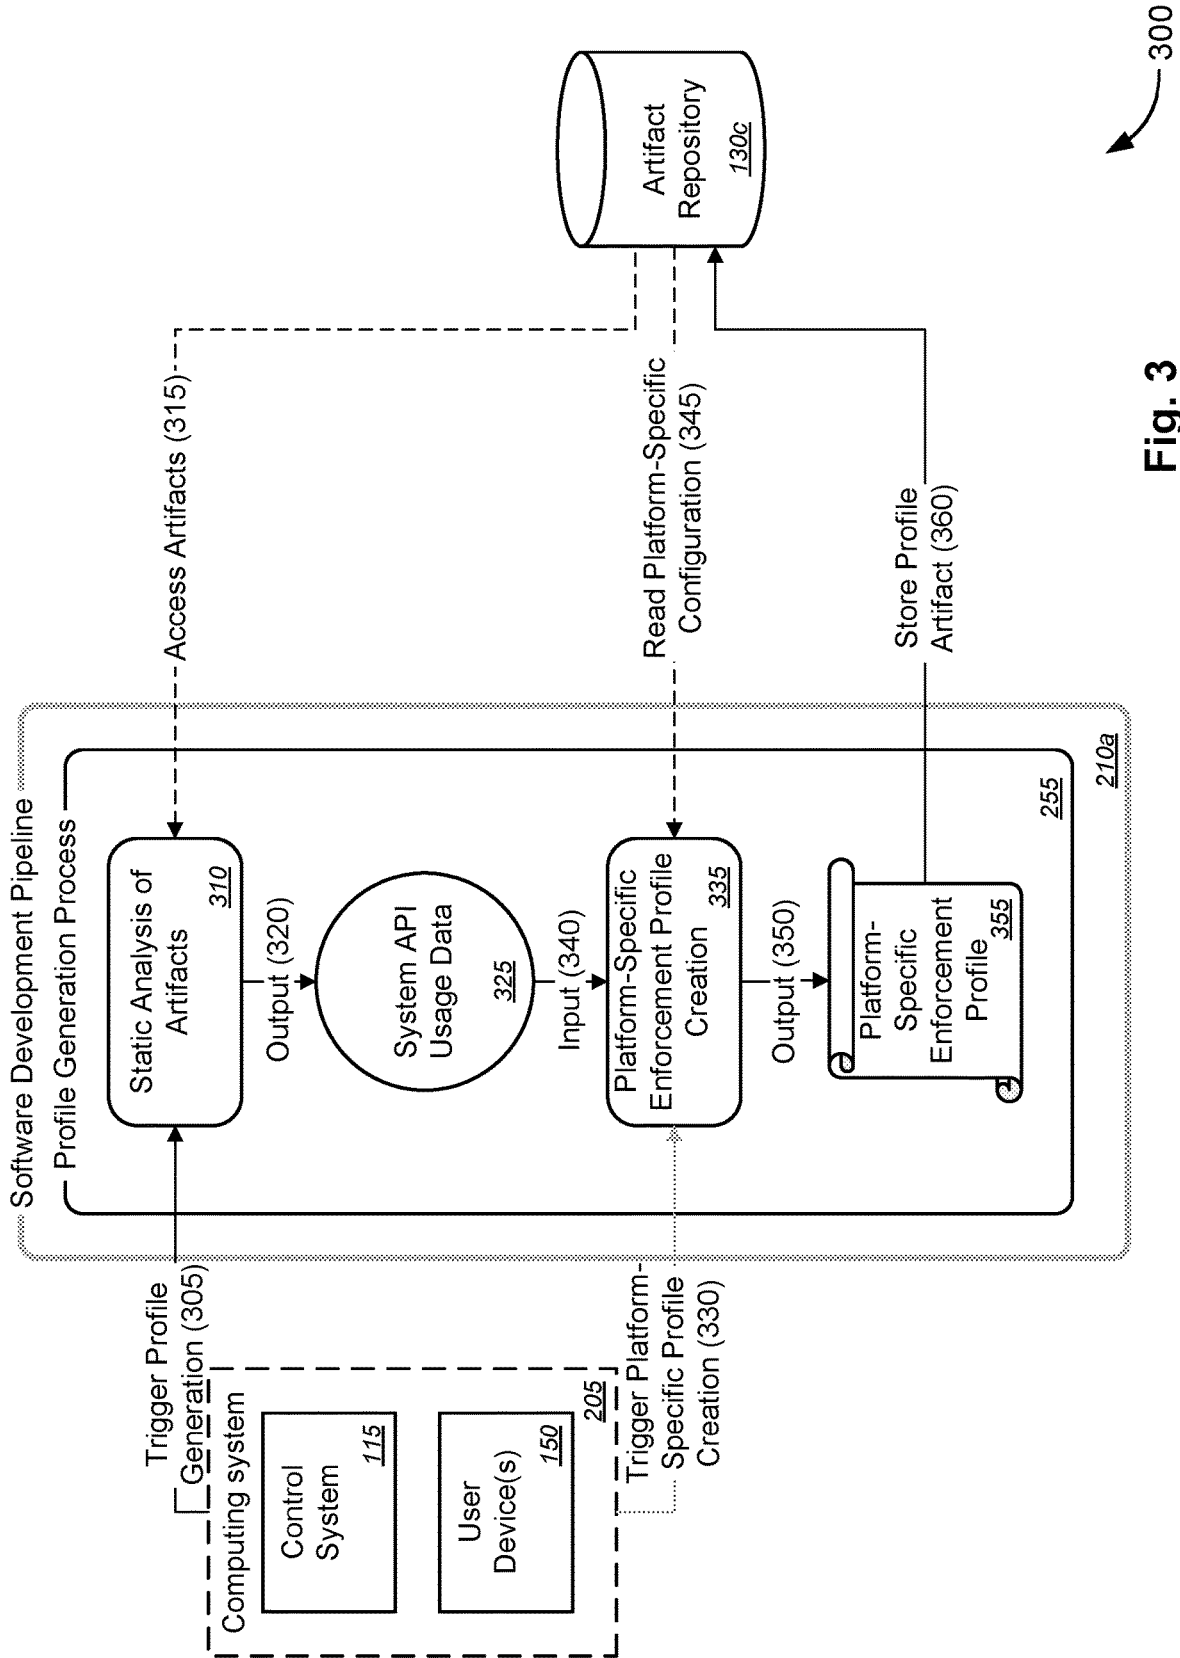 Software Development Pipeline
Profile Generation Process
Trigger Profile
Generation (305)
Computing system
Control
System
115
User
Device(s)
150
205
Trigger Platform-
Specific Profile
Creation (330)
Static Analysis of
Artifacts
310
Output (320)
System API
Usage Data
325
Input (340)
Platform-Specific
Enforcement Profile
Creation
335
Output (350)
Platform-
Specific
Enforcement
Profile
355
255
210a
Access Artifacts (315)
Read Platform-Specific
Configuration (345)
Store Profile
Artifact (360)
Artifact
Repository
130c
Fig. 3
300